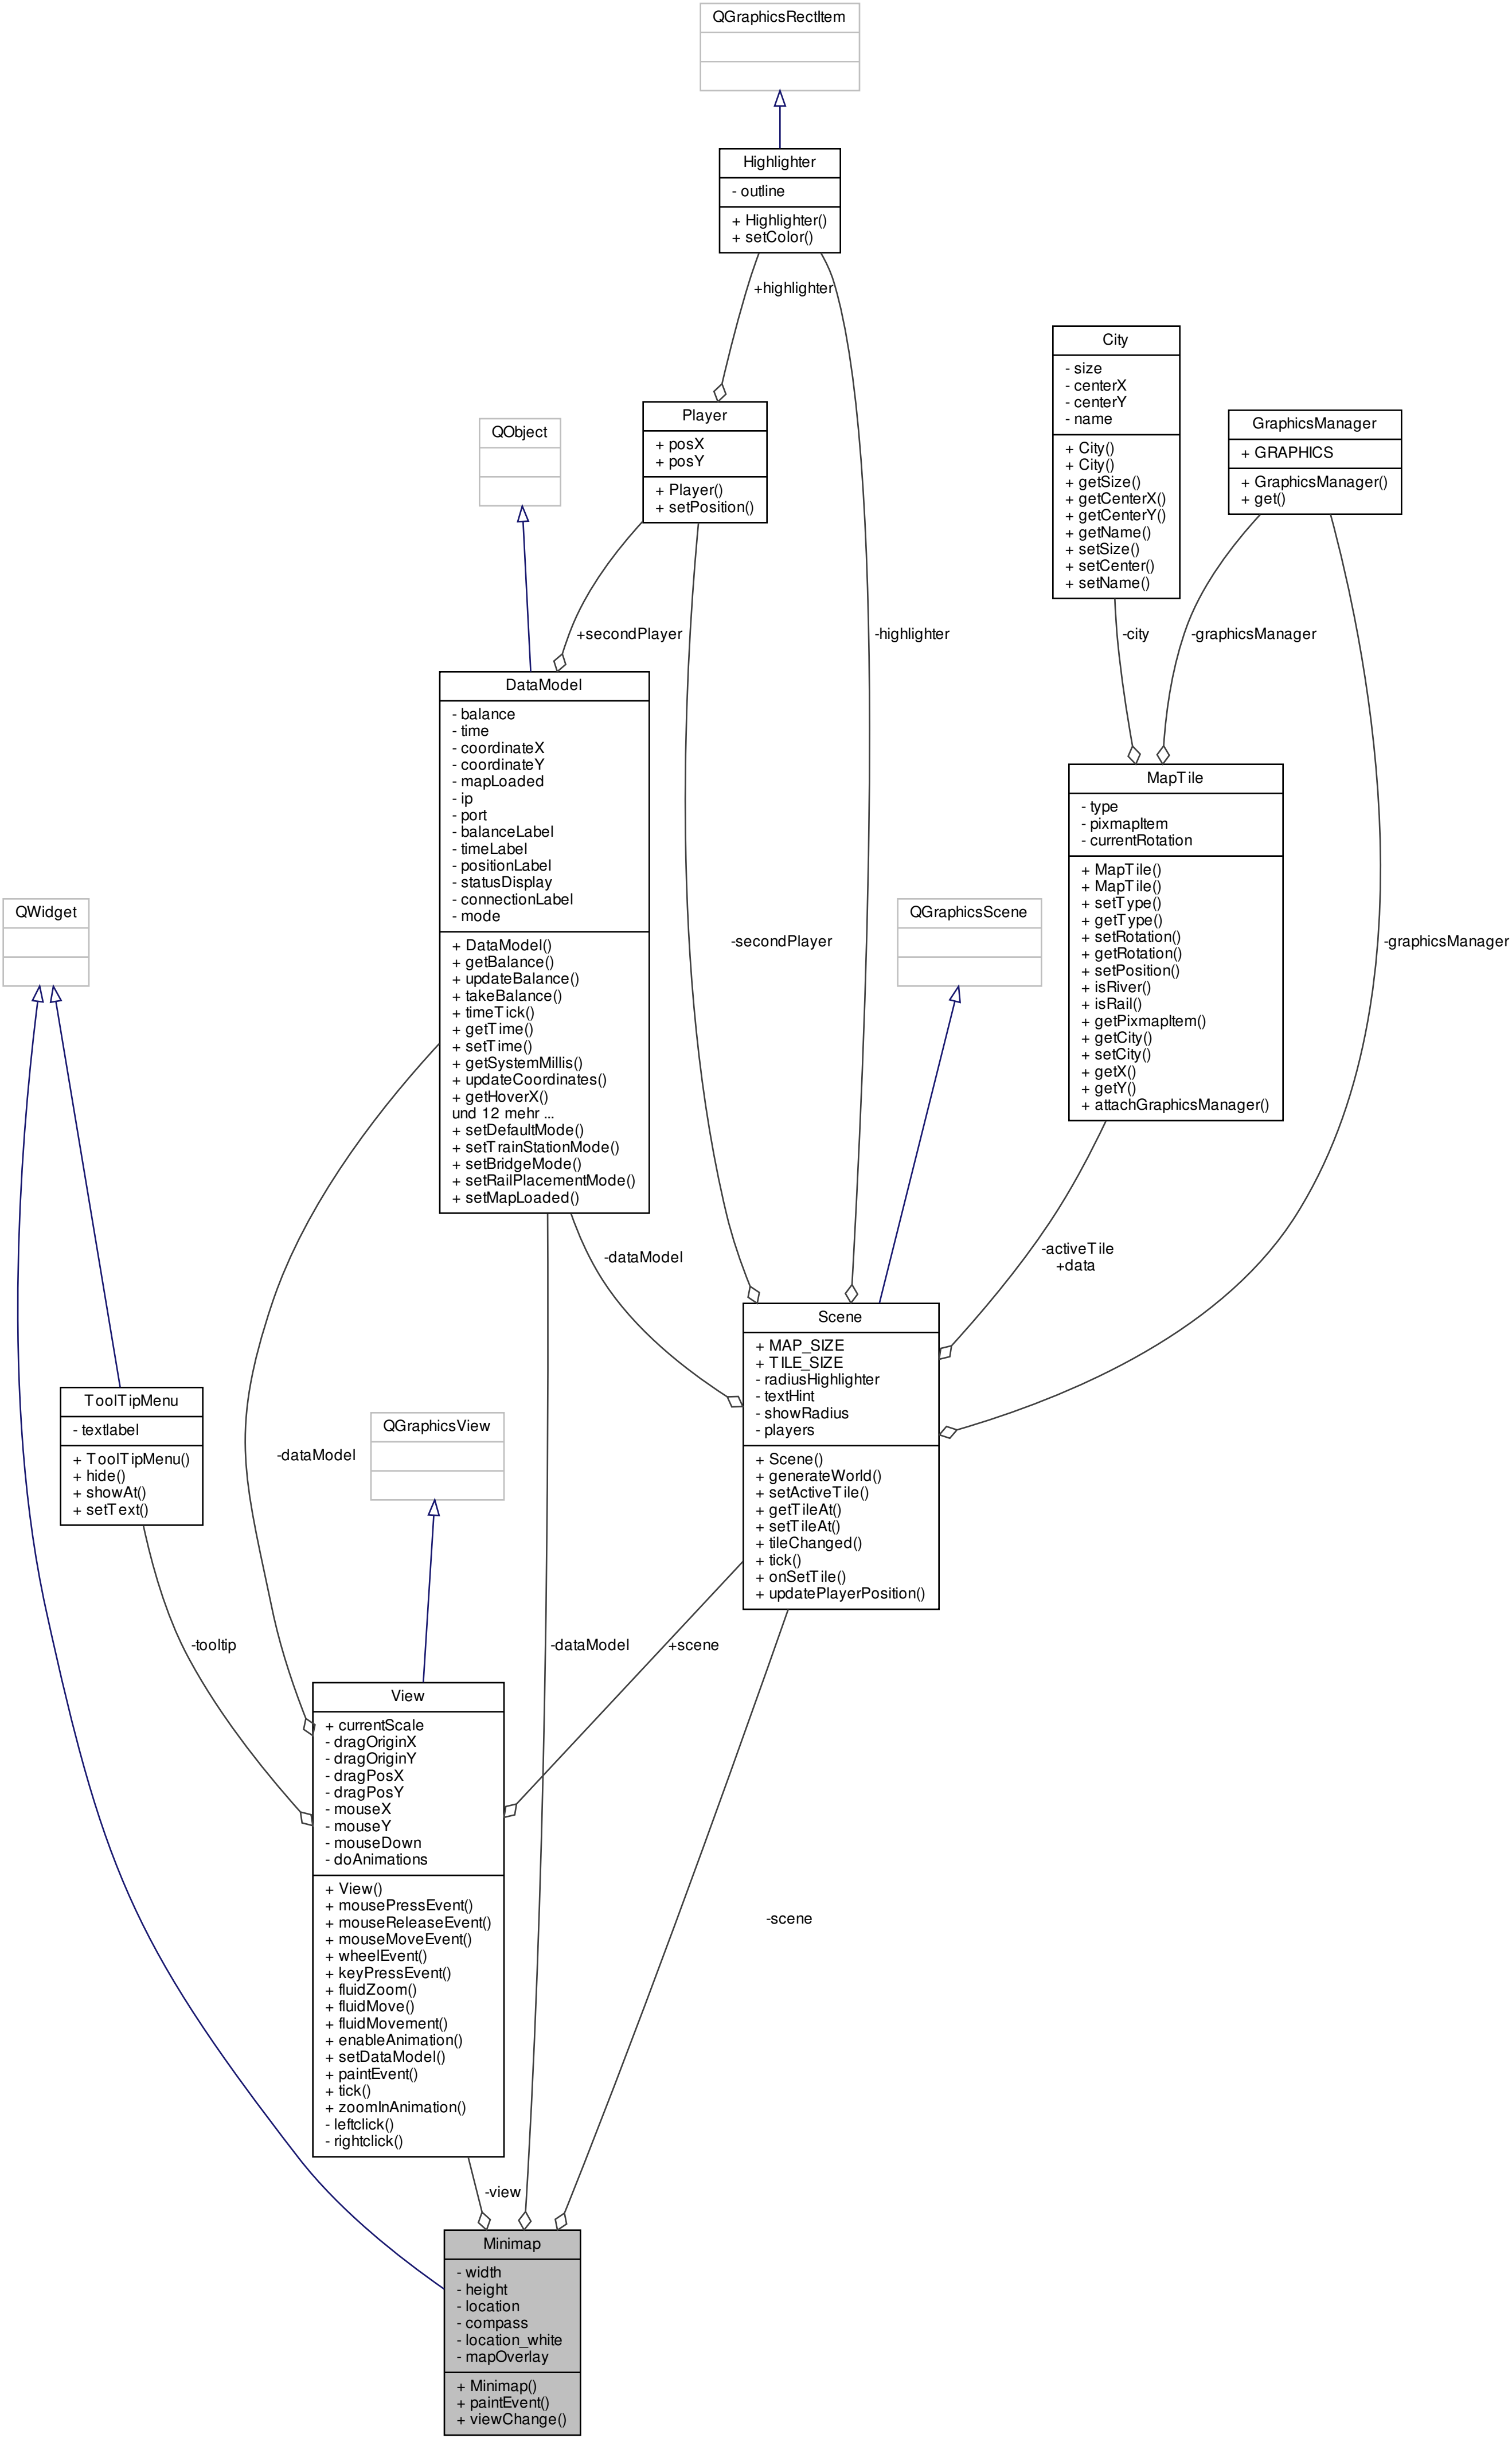 QGraphicsRectItem
Highlighter
- outline
+ Highlighter()
+ setColor()
+highlighter
City
- size
- centerX
- centerY
- name
+ City()
+ City()
+ getSize()
+ getCenterX()
+ getCenterY()
+ getName()
+ setSize()
+ setCenter()
+ setName()
Player
+ posX
+ posY
+ Player()
+ setPosition()
GraphicsManager
+ GRAPHICS
+ GraphicsManager()
+ get()
QObject
+secondPlayer
-highlighter
-city
-graphicsManager
DataModel
- balance
- time
- coordinateX
- coordinateY
- mapLoaded
- ip
- port
- balanceLabel
- timeLabel
- positionLabel
- statusDisplay
- connectionLabel
- mode
+ DataModel()
+ getBalance()
+ updateBalance()
+ takeBalance()
+ timeTick()
+ getTime()
+ setTime()
+ getSystemMillis()
+ updateCoordinates()
+ getHoverX()
und 12 mehr ...
+ setDefaultMode()
+ setTrainStationMode()
+ setBridgeMode()
+ setRailPlacementMode()
+ setMapLoaded()
MapTile
- type
- pixmapItem
- currentRotation
+ MapTile()
+ MapTile()
+ setType()
+ getType()
+ setRotation()
+ getRotation()
+ setPosition()
+ isRiver()
+ isRail()
+ getPixmapItem()
+ getCity()
+ setCity()
+ getX()
+ getY()
+ attachGraphicsManager()
QWidget
QGraphicsScene
-secondPlayer
-graphicsManager
-dataModel
-activeTile
+data
Scene
+ MAP_SIZE
+ TILE_SIZE
- radiusHighlighter
- textHint
- showRadius
- players
+ Scene()
+ generateWorld()
+ setActiveTile()
+ getTileAt()
+ setTileAt()
+ tileChanged()
+ tick()
+ onSetTile()
+ updatePlayerPosition()
ToolTipMenu
- textlabel
+ ToolTipMenu()
+ hide()
+ showAt()
+ setText()
QGraphicsView
-dataModel
-tooltip
-dataModel
+scene
View
+ currentScale
- dragOriginX
- dragOriginY
- dragPosX
- dragPosY
- mouseX
- mouseY
- mouseDown
- doAnimations
+ View()
+ mousePressEvent()
+ mouseReleaseEvent()
+ mouseMoveEvent()
+ wheelEvent()
+ keyPressEvent()
+ fluidZoom()
+ fluidMove()
+ fluidMovement()
+ enableAnimation()
+ setDataModel()
+ paintEvent()
+ tick()
+ zoomInAnimation()
- leftclick()
- rightclick()
-scene
-view
Minimap
- width
- height
- location
- compass
- location_white
- mapOverlay
+ Minimap()
+ paintEvent()
+ viewChange()